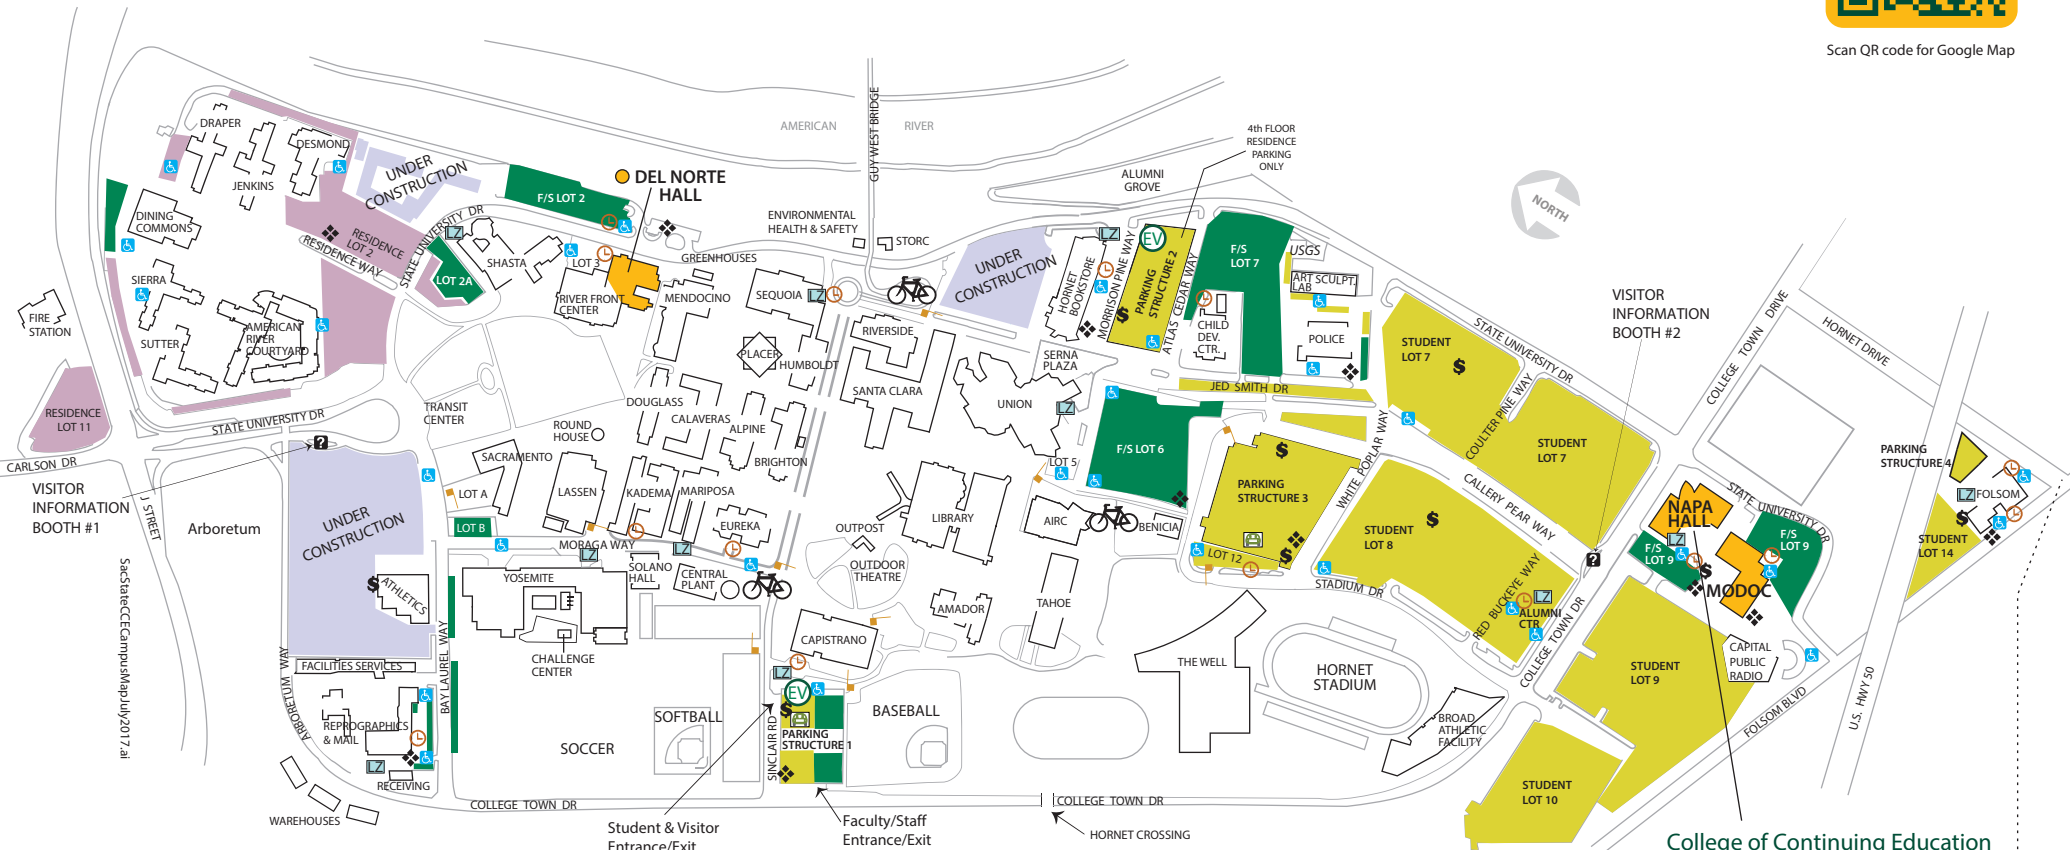 Scan QR code for Google Map
AMERICAN RIVER
GUY WEST BRIDGE
4th FLOOR
RESIDENCE
PARKING
ONLY
ALUMNI
GROVE
NORTH
DRAPER
DESMOND
JENKINS
UNDER
CONSTRUCTION
F/S LOT 2
DEL NORTE
HALL
DINING
COMMONS
RESIDENCE
LOT 2
RESIDENCE WAY
STATE UNIVERSITY DR
LZ
LOT 2A
SHASTA
LOT 3
RIVER FRONT
CENTER
GREENHOUSES
MENDOCINO
ENVIRONMENTAL
HEALTH & SAFETY
STORC
SEQUOIA
LZ
UNDER
CONSTRUCTION
HORNET
BOOKSTORE
LZ
MORRISON PINE WAY
EV
PARKING
STRUCTURE 2
$
ATLAS CEDAR WAY
F/S
LOT 7
USGS
ART SCULPT.
LAB
CHILD
DEV.
CTR.
POLICE
STUDENT
LOT 7
$
STATE UNIVERSITY DR
VISITOR
INFORMATION
BOOTH #2
COLLEGE TOWN DRIVE
HORNET DRIVE
SIERRA
FIRE
STATION
SUTTER
AMERICAN
RIVER
COURTYARD
RESIDENCE
LOT 11
STATE UNIVERSITY DR
CARLSON DR
TRANSIT
CENTER
PLACER
HUMBOLDT
RIVERSIDE
SANTA CLARA
SERNA
PLAZA
UNION
LZ
JED SMITH DR
COULTER PINE WAY
STUDENT
LOT 7
DOUGLASS
CALAVERAS
ALPINE
BRIGHTON
ROUND
HOUSE
SACRAMENTO
LOT A
LASSEN
KADEMA
MARIPOSA
EUREKA
LOT B
MORAGA WAY
LZ
LZ
F/S LOT 6
LOT 5
$
PARKING
STRUCTURE 3
WHITE POPLAR WAY
CALLERY PEAR WAY
PARKING
STRUCTURE 4
LZ
FOLSOM
$
STUDENT
LOT 14
?
VISITOR
INFORMATION
BOOTH #1
J STREET
Arboretum
UNDER
CONSTRUCTION
$
ATHLETICS
OUTPOST
OUTDOOR
THEATRE
LIBRARY
AIRC
BENICIA
LOT 12
$
STUDENT
LOT 8
$
STADIUM DR
?
NAPA
HALL
LZ
F/S
LOT 9
$
MODOC
F/S
LOT 9
STATE UNIVERSITY DR
YOSEMITE
SOLANO
HALL
CENTRAL
PLANT
CHALLENGE
CENTER
AMADOR
TAHOE
CAPISTRANO
LZ
RED BUCKEYE WAY
LZ
ALUMNI
CTR
COLLEGE TOWN DR
SacStateCCECampusMapJuly2017.ai
ARBORETUM WAY
FACILITIES SERVICES
BAY LAUREL WAY
THE WELL
HORNET
STADIUM
STUDENT
LOT 9
CAPITAL
PUBLIC
RADIO
REPROGRAPHICS
& MAIL
LZ
RECEIVING
WAREHOUSES
SOCCER
SOFTBALL
SINCLAIR RD
EV
$
PARKING
STRUCTURE 1
BASEBALL
BROAD
ATHLETIC
FACILITY
STUDENT
LOT 10
FOLSOM BLVD
U.S. HWY 50
COLLEGE TOWN DR
COLLEGE TOWN DR
HORNET CROSSING
Student & Visitor
Entrance/Exit
Faculty/Staff
Entrance/Exit
College of Continuing Education